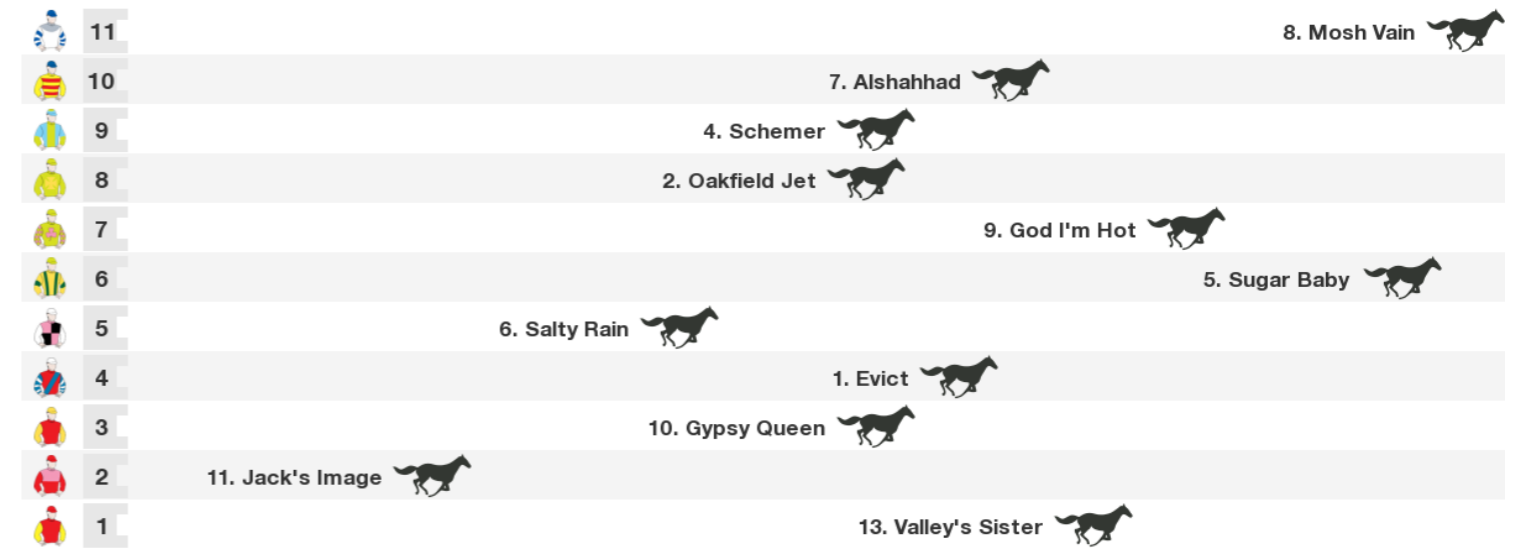 11 8. Mosh Vain
10 7. Alshahhad
9 4. Schemer
8 2. Oakfield Jet
7 9. God I'm Hot
6 5. Sugar Baby
5 6. Salty Rain
4 1. Evict
3 10. Gypsy Queen
2 11. Jack's Image
1 13. Valley's Sister